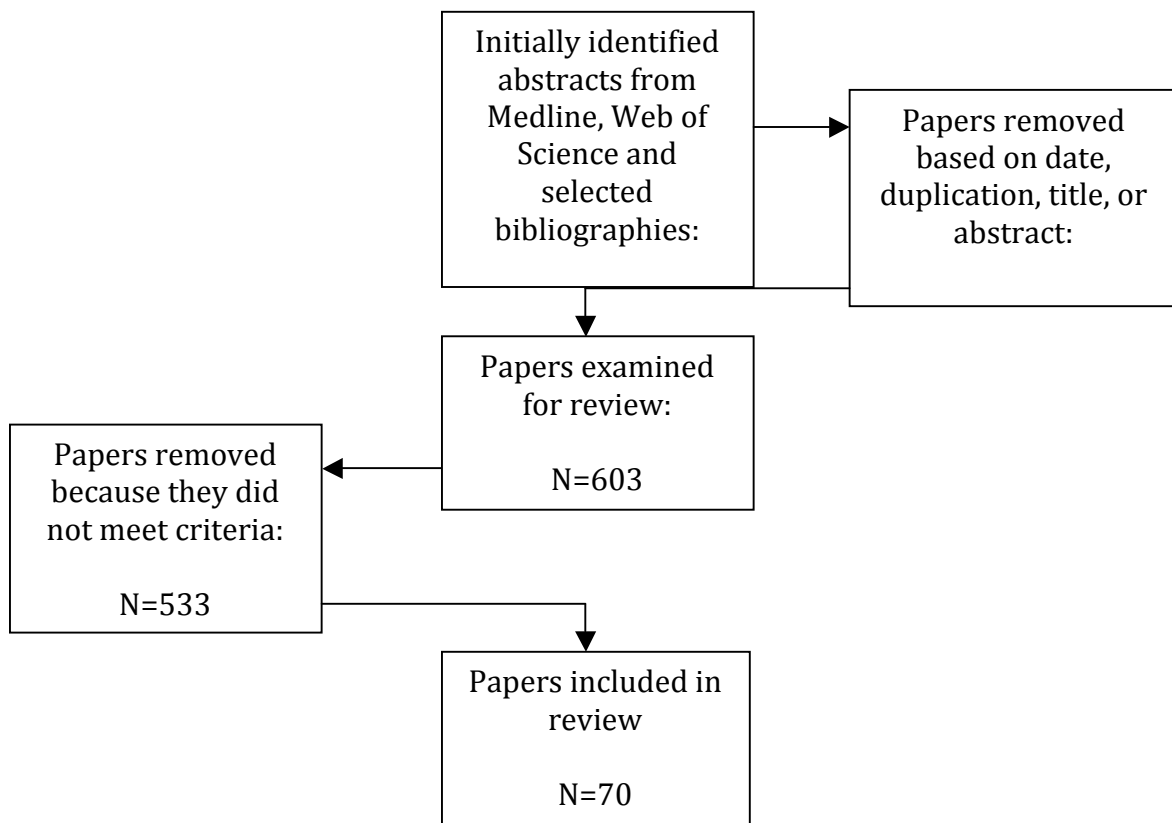 Initially identified
abstracts from
Medline, Web of
Science and
selected
bibliographies:
Papers removed
based on date,
duplication, title, or
abstract:
Papers examined
for review:
N=603
Papers removed
because they did
not meet criteria:
N=533
Papers included in
review
N=70